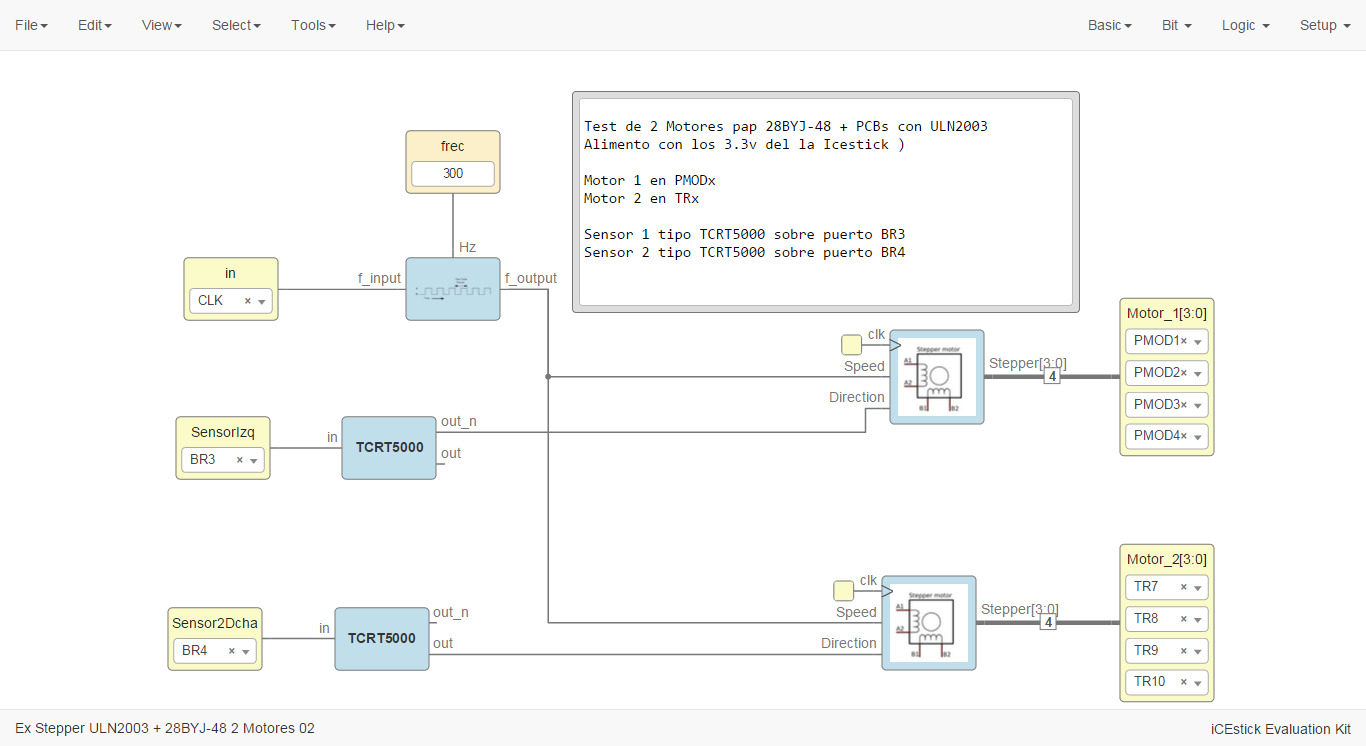 File Edit View Select Tools Help Basic Bit Logic Setup
Test de 2 Motores pap 28BYJ-48 + PCBs con ULN2003
Alimento con los 3.3v del la Icestick )
Motor 1 en PMODx
Motor 2 en TRx
Sensor 1 tipo TCRT5000 sobre puerto BR3
Sensor 2 tipo TCRT5000 sobre puerto BR4
frec
300
Hz
in
CLK ×
f_input
f_output
clk
Speed
Direction
Stepper motor
A1
A2
B1 B2
Stepper[3:0]
4
Motor_1[3:0]
PMOD1×
PMOD2×
PMOD3×
PMOD4×
SensorIzq
BR3 ×
in
TCRT5000
out_n
out
Sensor2Dcha
BR4 ×
in
TCRT5000
out_n
out
clk
Speed
Direction
Stepper motor
A1
A2
B1 B2
Stepper[3:0]
4
Motor_2[3:0]
TR7 ×
TR8 ×
TR9 ×
TR10 ×
Ex Stepper ULN2003 + 28BYJ-48 2 Motores 02
iCEstick Evaluation Kit